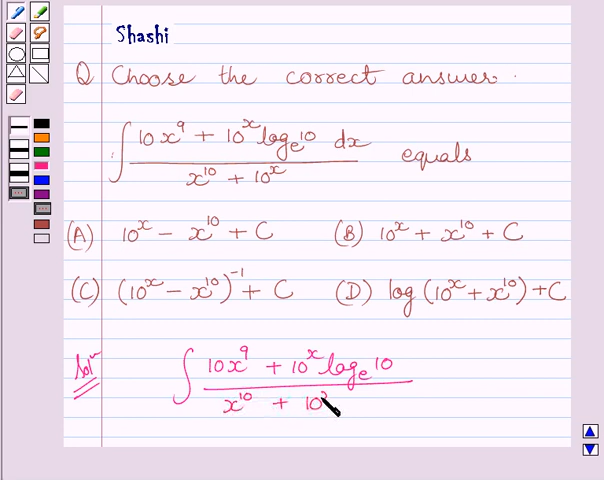 Shashi
Q Choose the correct answer.
∫ (10x⁹ + 10ˣ logₑ10 dx) / (x¹⁰ + 10ˣ) equals
(A) 10ˣ − x¹⁰ + C (B) 10ˣ + x¹⁰ + C
(C) (10ˣ − x¹⁰)⁻¹ + C (D) log(10ˣ + x¹⁰) + C
Solⁿ ∫ (10x⁹ + 10ˣ logₑ10) / (x¹⁰ + 10